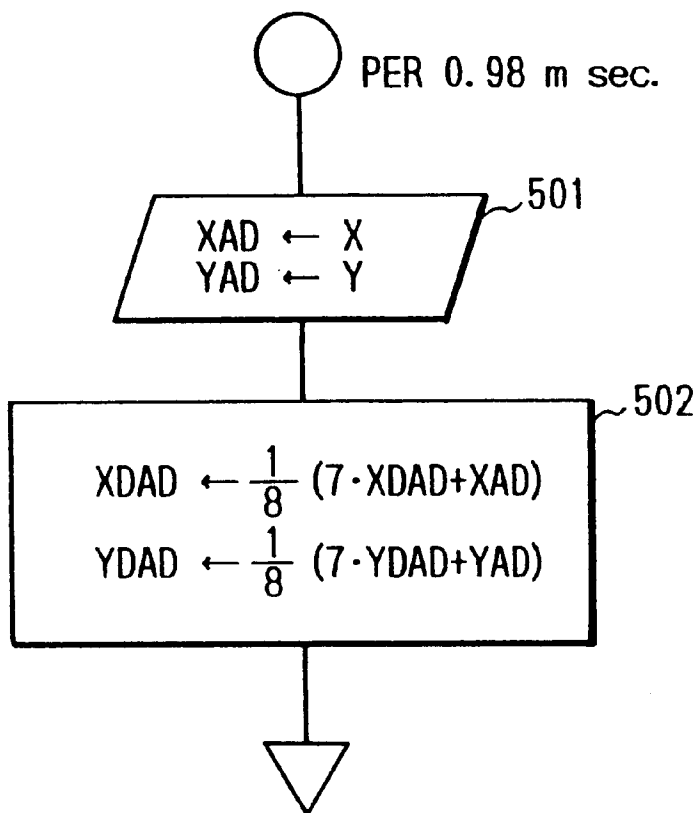 PER 0.98 m sec.
501
XAD ← X
YAD ← Y
502
XDAD ← 1/8 (7·XDAD+XAD)
YDAD ← 1/8 (7·YDAD+YAD)